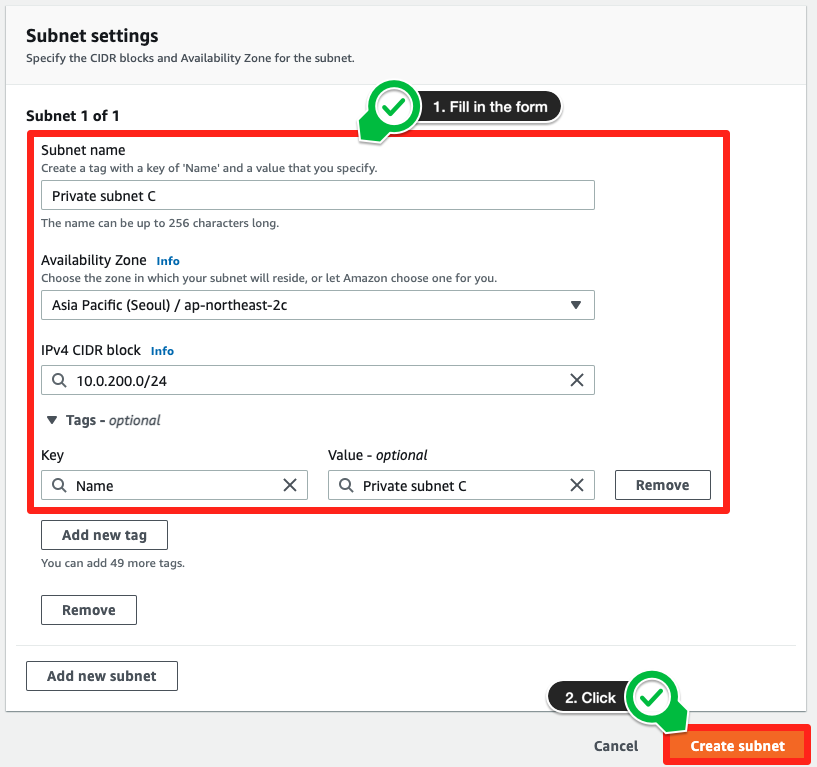 Subnet settings
Specify the CIDR blocks and Availability Zone for the subnet.
Subnet 1 of 1
1. Fill in the form
Subnet name
Create a tag with a key of 'Name' and a value that you specify.
Private subnet C
The name can be up to 256 characters long.
Availability Zone Info
Choose the zone in which your subnet will reside, or let Amazon choose one for you.
Asia Pacific (Seoul) / ap-northeast-2c
IPv4 CIDR block Info
10.0.200.0/24
Tags - optional
Key Value - optional
Name Private subnet C Remove
Add new tag
You can add 49 more tags.
Remove
Add new subnet
2. Click
Cancel Create subnet